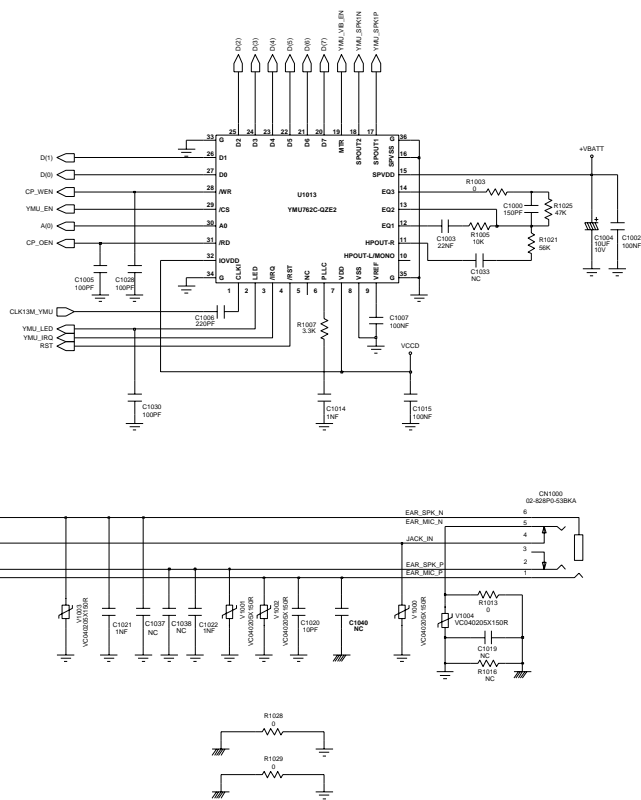 D(2)
D(3)
D(4)
D(5)
D(6)
D(7)
YMU_VIB_EN
YMU_SPK1N
YMU_SPK1P
25 24 23 22 21 20 19 18 17
33 G D2 D3 D4 D5 D6 D7 MTR SPOUT2 SPOUT1 G 36
D(1) 26 D1 SPVSS 16
D(0) 27 D0 SPVDD 15
CP_WEN 28 /WR EQ3 14
YMU_EN 29 /CS EQ2 13
A(0) 30 A0 EQ1 12
CP_OEN 31 /RD HPOUT-R 11
32 IOVDD HPOUT-L/MONO 10
34 G CLKI LED /IRQ /RST NC PLLC VDD VSS VREF G 35
1 2 3 4 5 6 7 8 9
U1013
YMU762C-QZE2
+VBATT
R1003
0
C1000
150PF
R1025
47K
C1003
22NF
R1005
10K
R1021
56K
C1033
NC
C1004
10UF
10V
C1002
100NF
C1005
100PF
C1028
100PF
CLK13M_YMU
C1006
220PF
YMU_LED
YMU_IRQ
RST
R1007
3.3K
C1007
100NF
VCCD
C1030
100PF
C1014
1NF
C1015
100NF
CN1000
02-828P0-53BKA
EAR_SPK_N 6
EAR_MIC_N 5
JACK_IN 4
3
EAR_SPK_P 2
EAR_MIC_P 1
V1003
VC040205X150R
C1021
1NF
C1037
NC
C1038
NC
C1022
1NF
V1001
VC040205X150R
V1002
VC040205X150R
C1020
10PF
C1040
NC
V1000
VC040205X150R
R1013
0
V1004
VC040205X150R
C1019
NC
R1016
NC
R1028
0
R1029
0